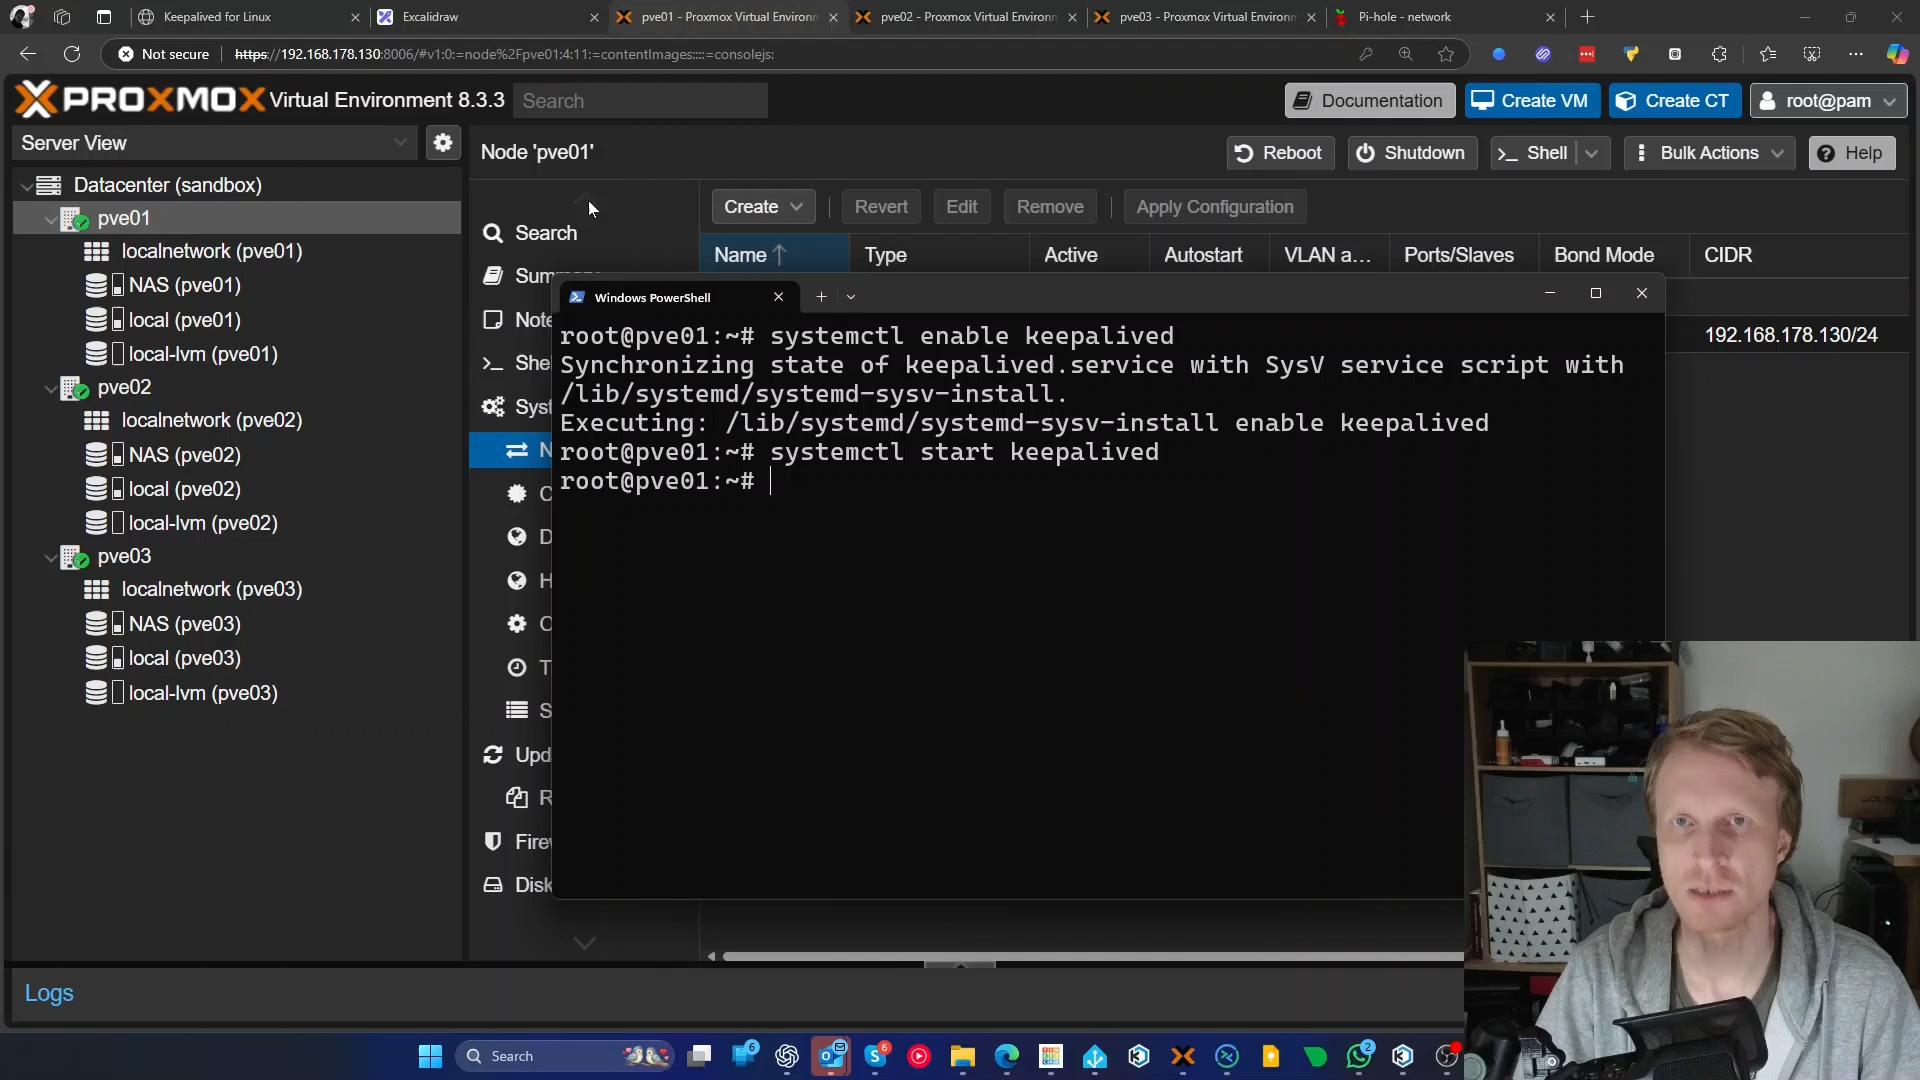 Keepalived for Linux
Excalidraw
pve01 - Proxmox Virtual Environm
pve02 - Proxmox Virtual Environm
pve03 - Proxmox Virtual Environm
Pi-hole - network
Not secure
https://192.168.178.130:8006/#v1:0:=node%2Fpve01:4:11:=contentImages::::=consolejs:
PROXMOX Virtual Environment 8.3.3
Search
Documentation
Create VM
Create CT
root@pam
Server View
Node 'pve01'
Reboot
Shutdown
Shell
Bulk Actions
Help
Datacenter (sandbox)
pve01
localnetwork (pve01)
NAS (pve01)
local (pve01)
local-lvm (pve01)
pve02
localnetwork (pve02)
NAS (pve02)
local (pve02)
local-lvm (pve02)
pve03
localnetwork (pve03)
NAS (pve03)
local (pve03)
local-lvm (pve03)
Search
Create
Revert
Edit
Remove
Apply Configuration
Name
Type
Active
Autostart
VLAN a...
Ports/Slaves
Bond Mode
CIDR
192.168.178.130/24
Windows PowerShell
root@pve01:~# systemctl enable keepalived
Synchronizing state of keepalived.service with SysV service script with
/lib/systemd/systemd-sysv-install.
Executing: /lib/systemd/systemd-sysv-install enable keepalived
root@pve01:~# systemctl start keepalived
root@pve01:~#
Logs
Search
6
6
2